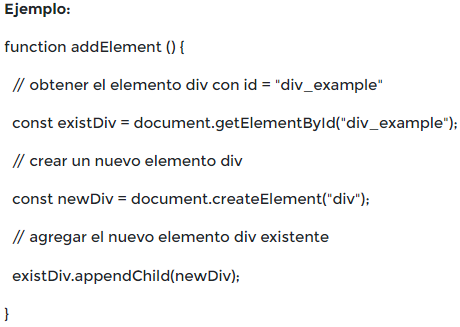 Ejemplo:
function addElement () {
// obtener el elemento div con id = "div_example"
const existDiv = document.getElementById("div_example");
// crear un nuevo elemento div
const newDiv = document.createElement("div");
// agregar el nuevo elemento div existente
existDiv.appendChild(newDiv);
}